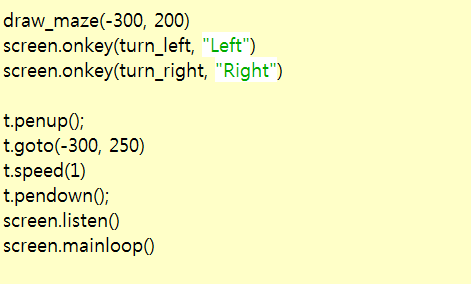 draw_maze(-300, 200)
screen.onkey(turn_left, "Left")
screen.onkey(turn_right, "Right")
t.penup();
t.goto(-300, 250)
t.speed(1)
t.pendown();
screen.listen()
screen.mainloop()